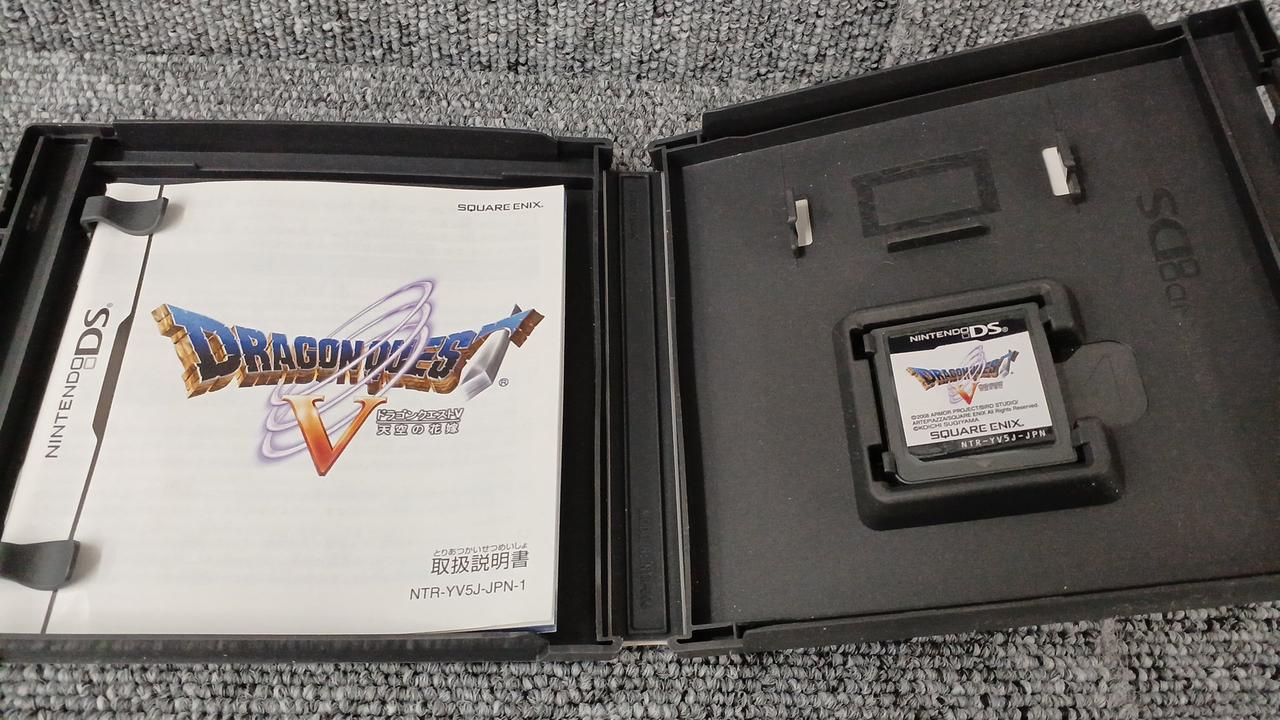 SQUARE ENIX.
NINTENDO DS®
DRAGON QUEST®
V
ドラゴンクエストV
天空の花嫁
とりあつかいせつめいしょ
取扱説明書
NTR-YV5J-JPN-1
NINTENDO DS®
DRAGON QUEST
V
©2008 ARMOR PROJECT/BIRD STUDIO/
ARTEPIAZZA/SQUARE ENIX All Rights Reserved.
©KOICHI SUGIYAMA
SQUARE ENIX.
NTR-YV5J-JPN